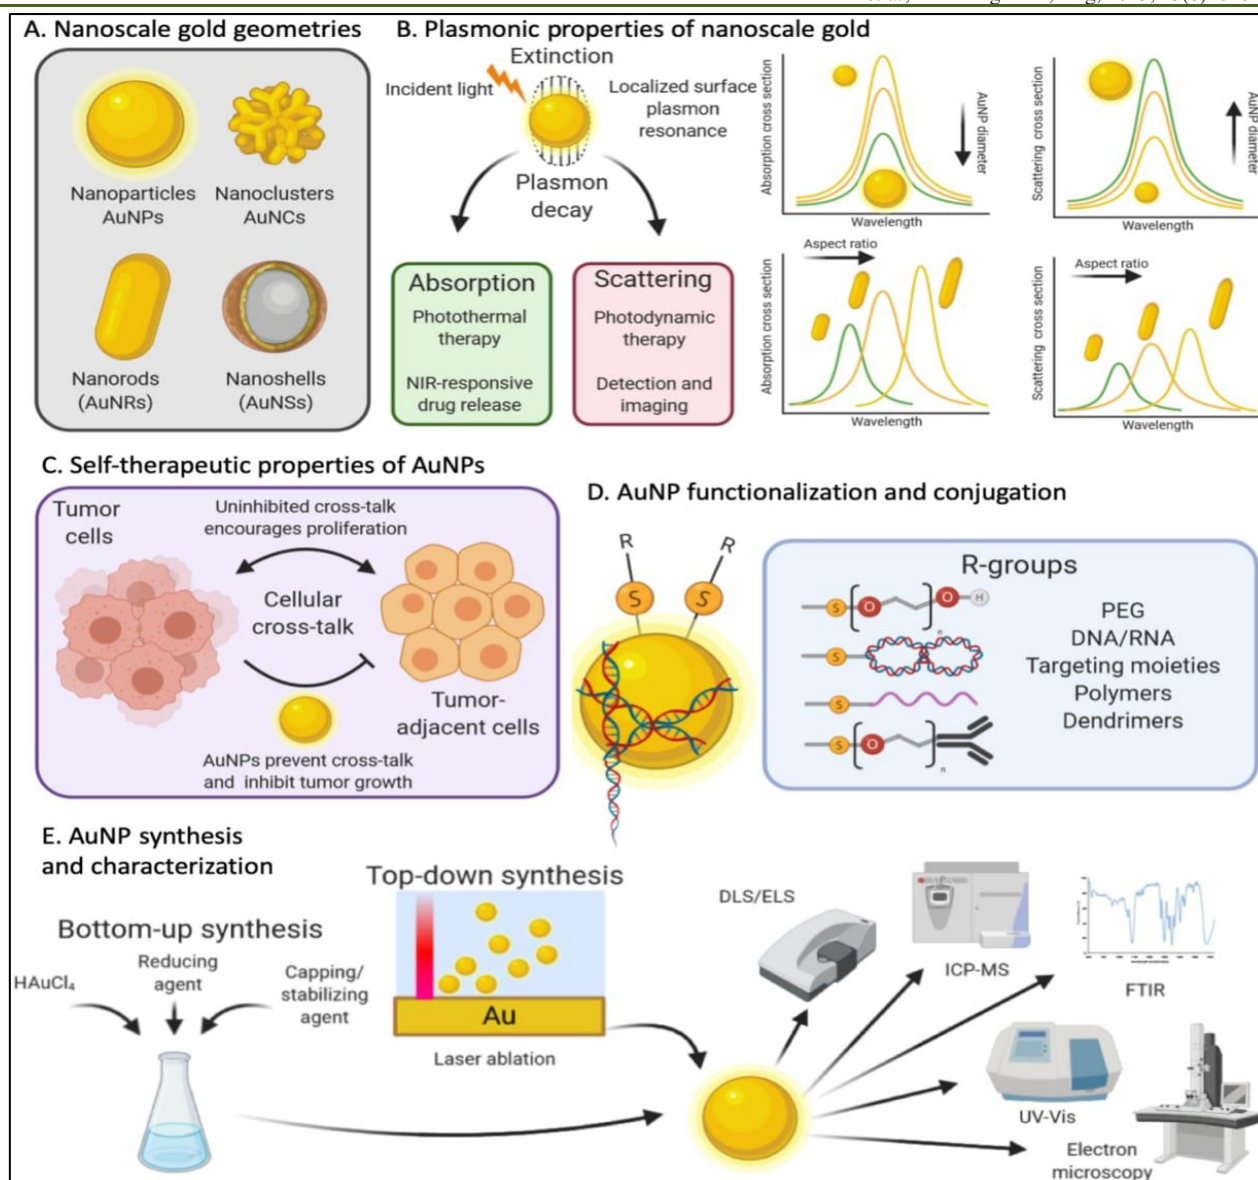 A. Nanoscale gold geometries
Nanoparticles
AuNPs
Nanoclusters
AuNCs
Nanorods
(AuNRs)
Nanoshells
(AuNSs)
B. Plasmonic properties of nanoscale gold
Extinction
Incident light
Localized surface
plasmon
resonance
Plasmon
decay
Absorption
Photothermal
therapy
NIR-responsive
drug release
Scattering
Photodynamic
therapy
Detection and
imaging
Absorption cross section
AuNP diameter
Wavelength
Scattering cross section
AuNP diameter
Wavelength
Aspect ratio
Absorption cross section
Wavelength
Aspect ratio
Scattering cross section
Wavelength
C. Self-therapeutic properties of AuNPs
Tumor
cells
Uninhibited cross-talk
encourages proliferation
Cellular
cross-talk
Tumor-
adjacent cells
AuNPs prevent cross-talk
and inhibit tumor growth
D. AuNP functionalization and conjugation
R
R
S
S
R-groups
S
O
O
H
n
S
S
S
O
n
PEG
DNA/RNA
Targeting moieties
Polymers
Dendrimers
E. AuNP synthesis
and characterization
Bottom-up synthesis
HAuCl₄
Reducing
agent
Capping/
stabilizing
agent
Top-down synthesis
Au
Laser ablation
DLS/ELS
ICP-MS
FTIR
UV-Vis
Electron
microscopy